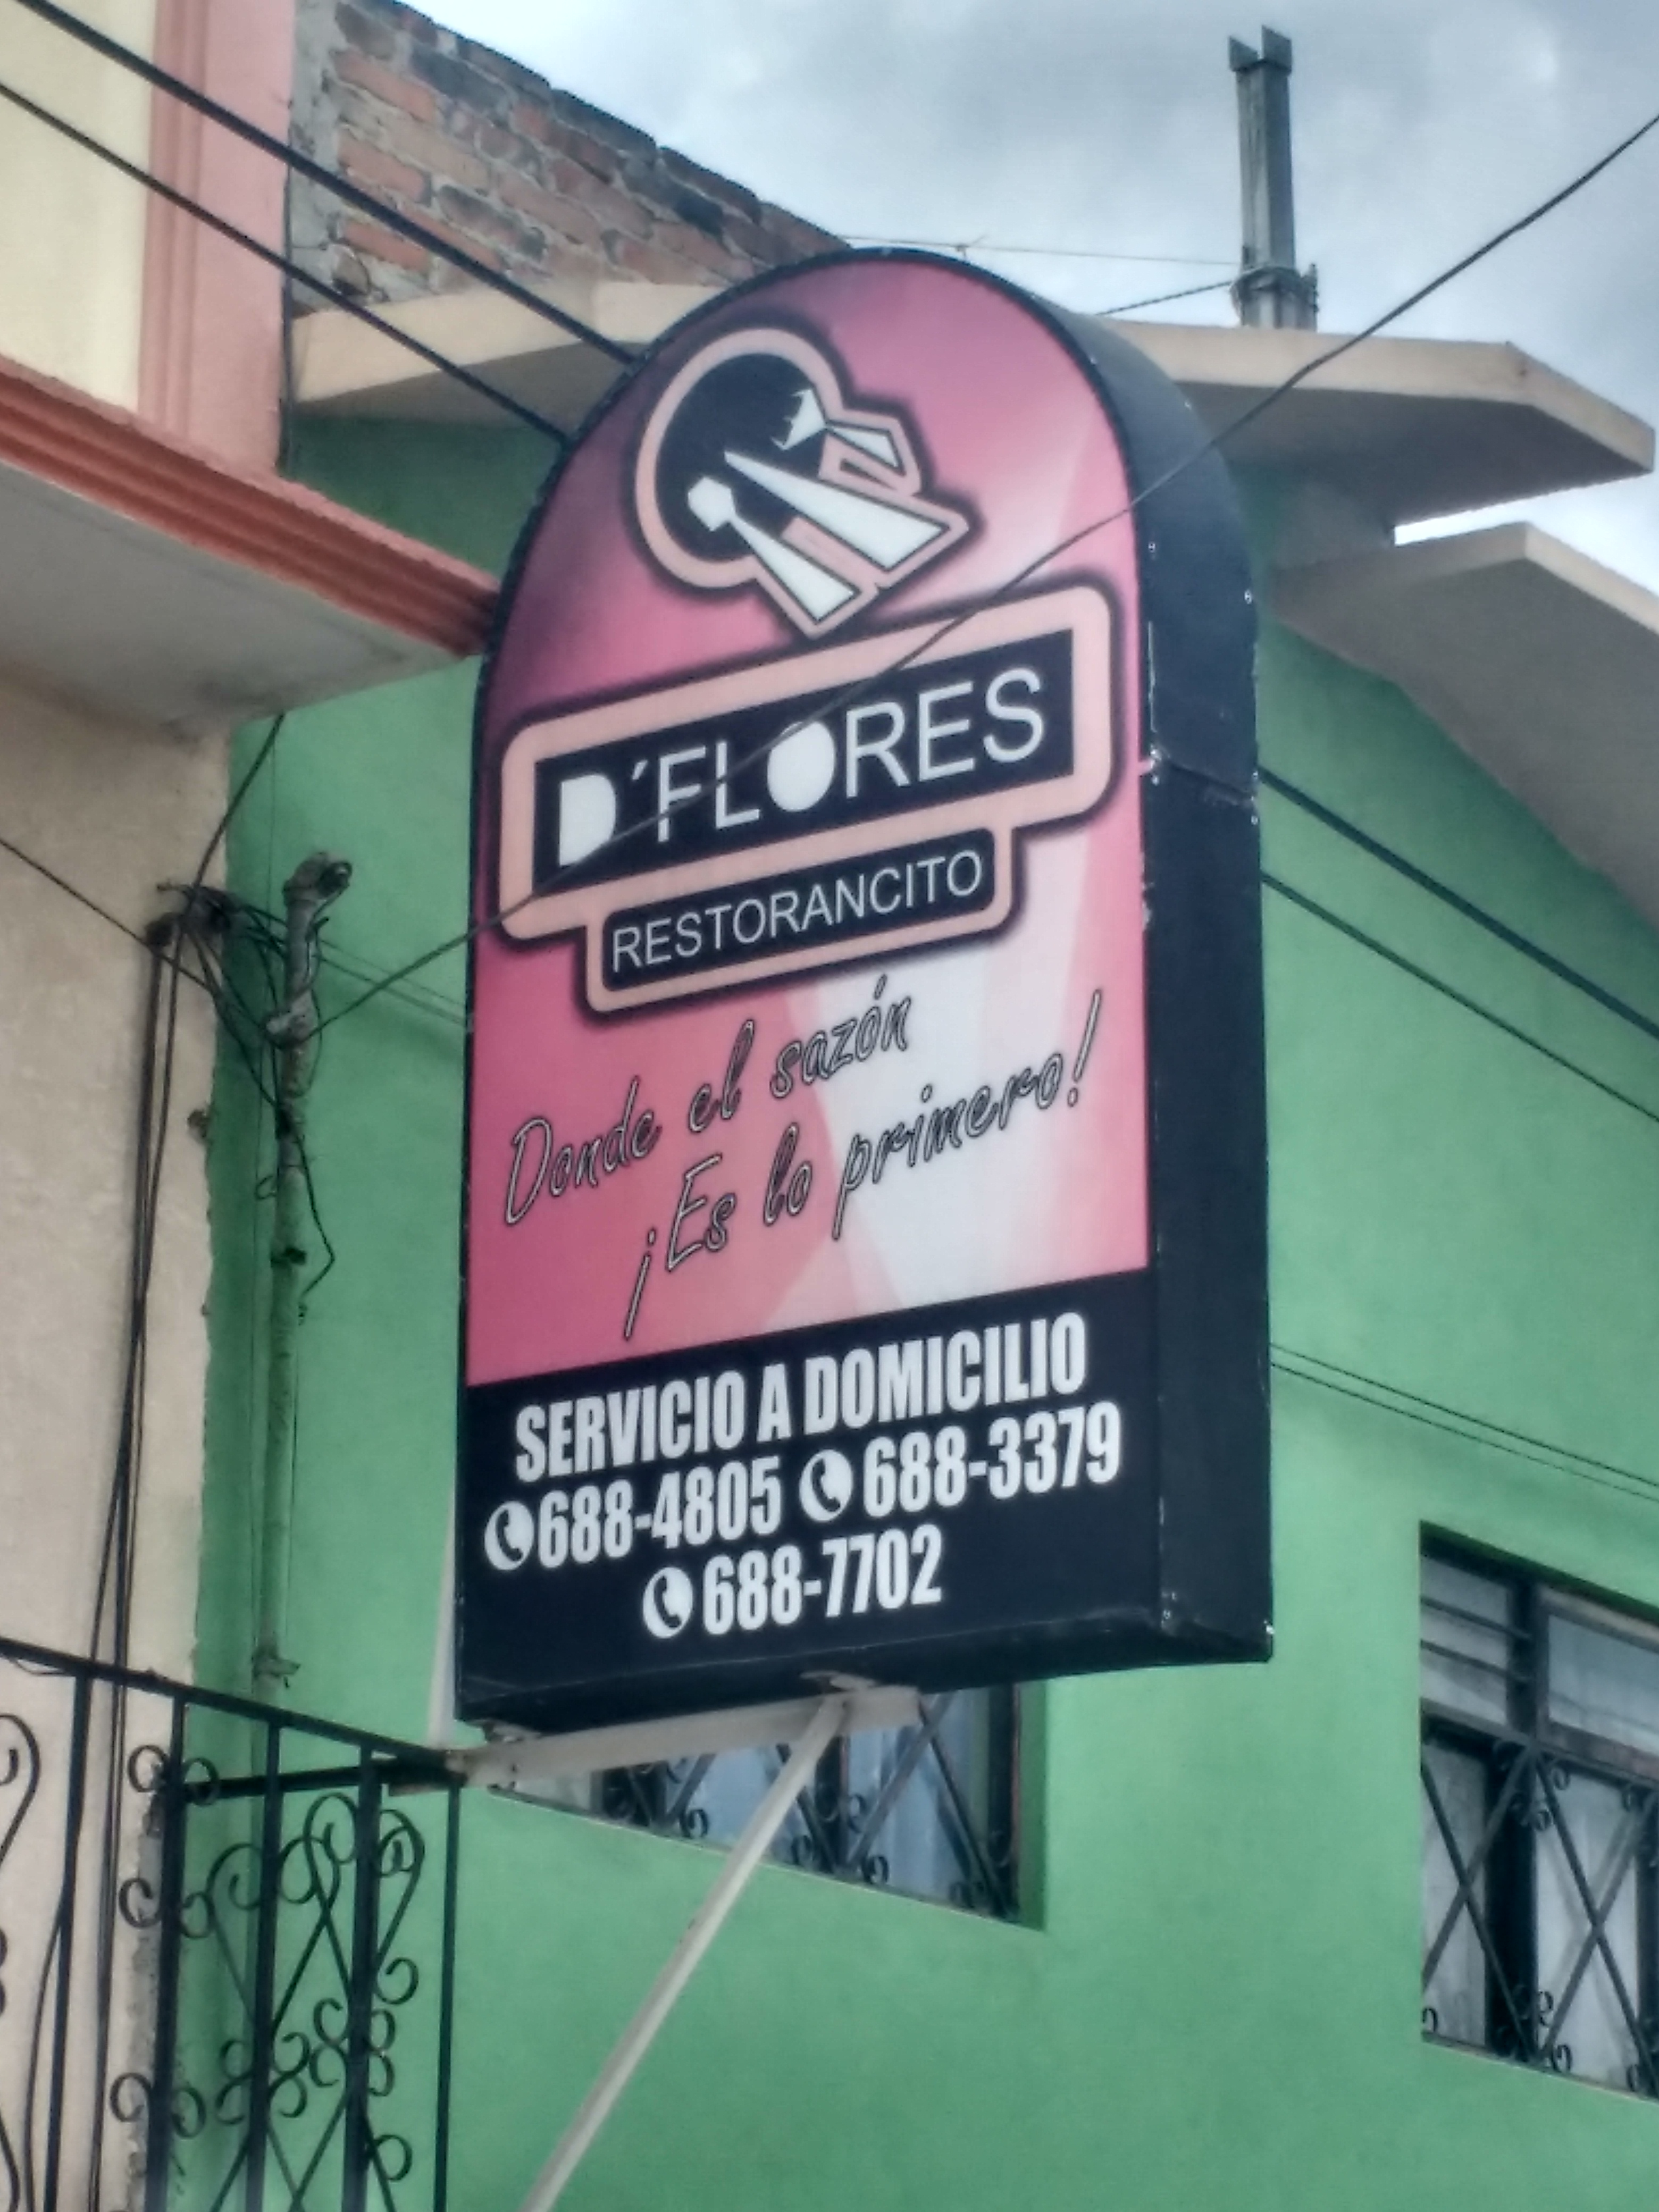 D´FLORES
RESTORANCITO
Donde el sazón
¡Es lo primero!
SERVICIO A DOMICILIO
688-4805 688-3379
688-7702